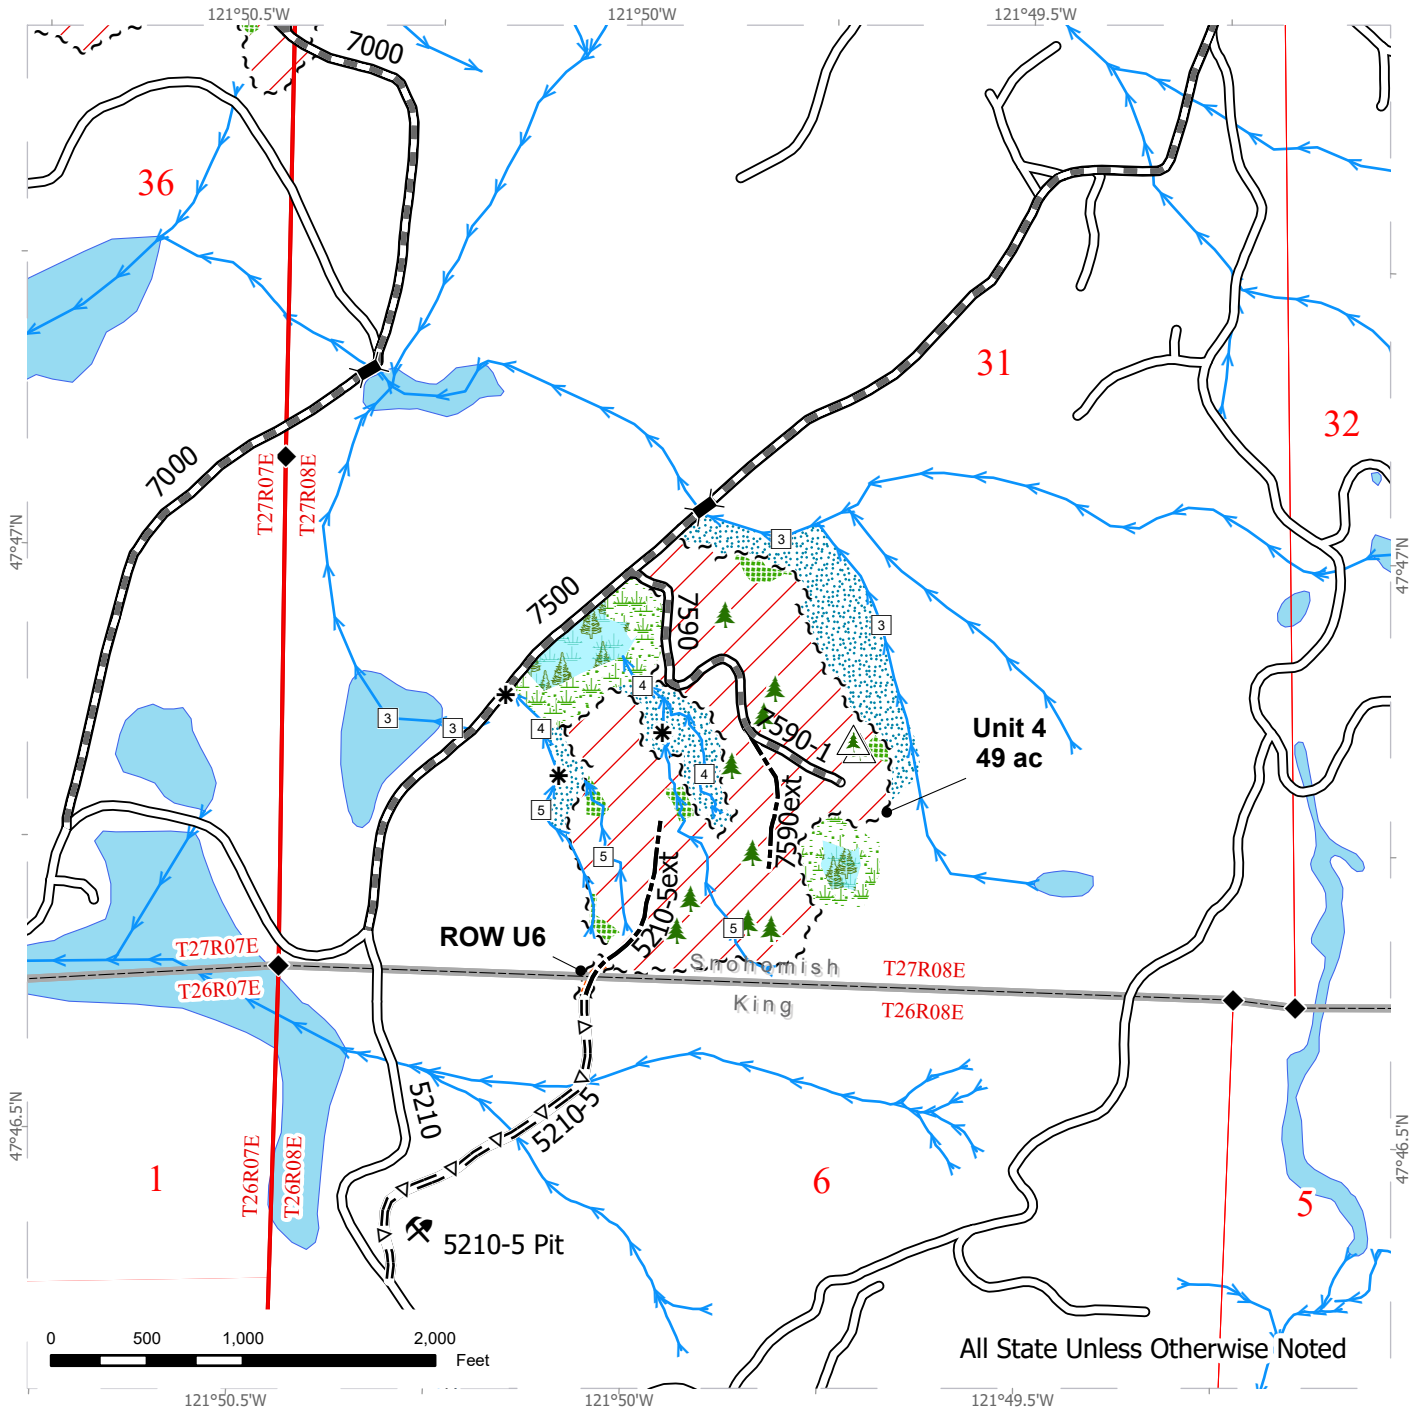 121°50.5'W
121°50'W
121°49.5'W
7000
36
31
32
7000
T27R07E
T27R08E
47°47'N
47°47'N
3
7500
7590
3
4
3
3
4
7590-1
Unit 4
49 ac
4
7590ext
5
5
5210-5ext
5
ROW U6
T27R07E
T26R07E
Snohomish
King
T27R08E
T26R08E
5210
5210-5
47°46.5'N
47°46.5'N
T26R07E
T26R08E
1
6
5
5210-5 Pit
0
500
1,000
2,000
Feet
All State Unless Otherwise Noted
121°50.5'W
121°50'W
121°49.5'W